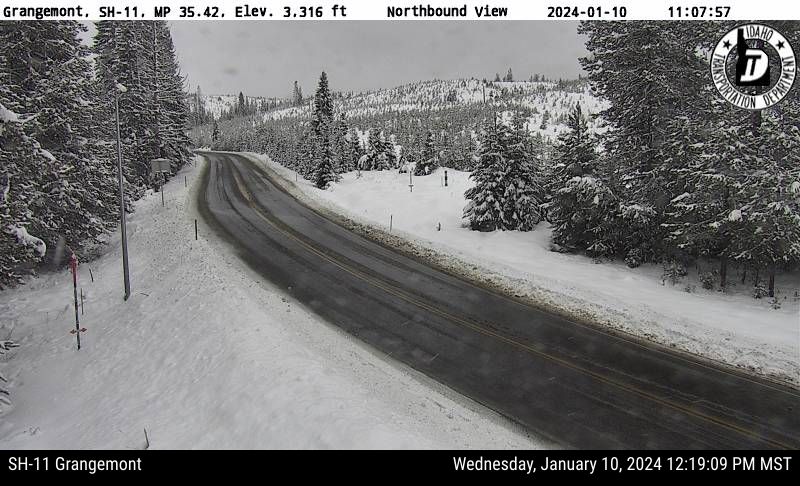 Grangemont, SH-11, MP 35.42, Elev. 3,316 ft Northbound View 2024-01-10 11:07:57
IDAHO
TRANSPORTATION DEPARTMENT
SH-11 Grangemont Wednesday, January 10, 2024 12:19:09 PM MST